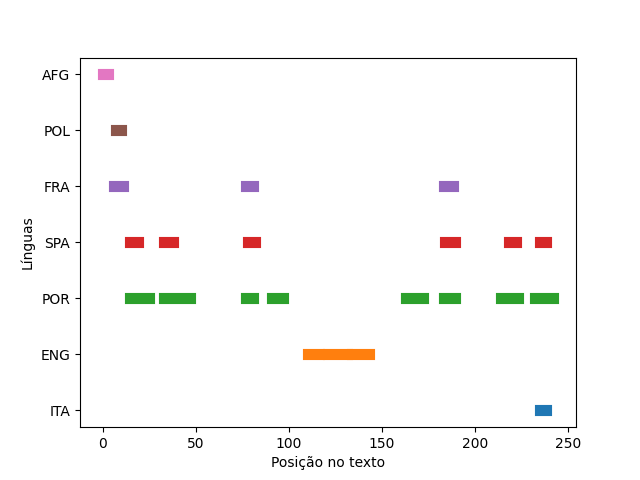 AFG
POL
FRA
SPA
POR
ENG
ITA
Línguas
0 50 100 150 200 250
Posição no texto